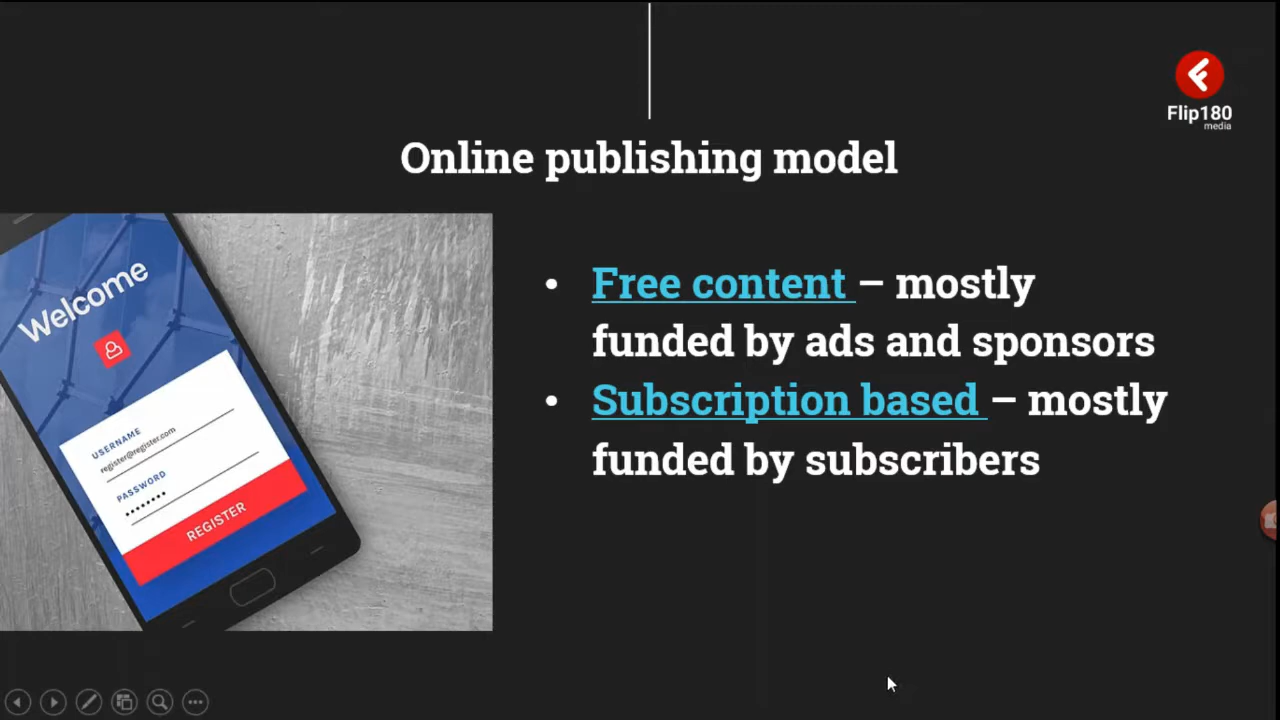 Flip180
media
Online publishing model
Welcome
USERNAME
register@register.com
PASSWORD
REGISTER
• Free content – mostly
funded by ads and sponsors
• Subscription based – mostly
funded by subscribers